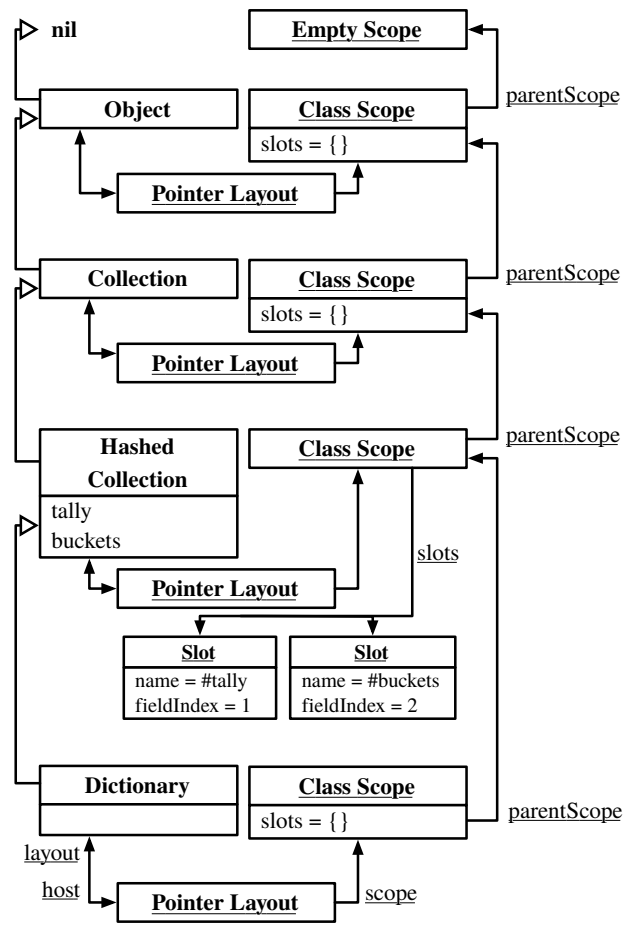 nil
Empty Scope
parentScope
Object
Class Scope
slots = {}
Pointer Layout
parentScope
Collection
Class Scope
slots = {}
Pointer Layout
parentScope
Hashed
Collection
Class Scope
tally
buckets
slots
Pointer Layout
Slot
name = #tally
fieldIndex = 1
Slot
name = #buckets
fieldIndex = 2
Dictionary
Class Scope
slots = {}
parentScope
layout
host
Pointer Layout
scope